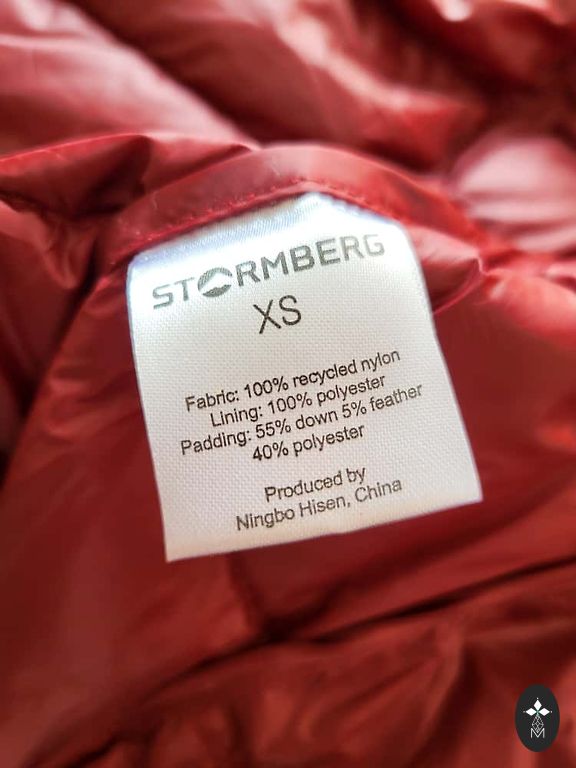 STORMBERG
XS
Fabric: 100% recycled nylon
Lining: 100% polyester
Padding: 55% down 5% feather
40% polyester
Produced by
Ningbo Hisen, China
M